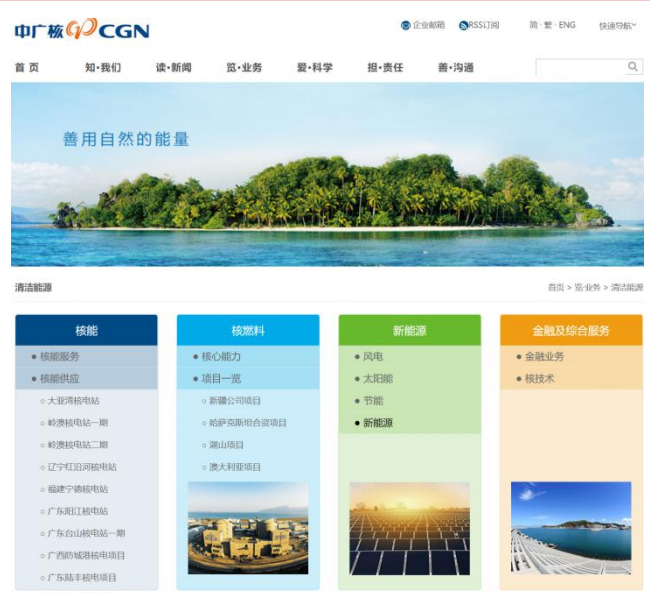 中广核 CGN
企业邮箱 RSS订阅 简·繁·ENG 快速导航
首 页 知·我们 读·新闻 览·业务 爱·科学 担·责任 善·沟通
善用自然的能量
清洁能源 首页 > 览·业务 > 清洁能源
核能 核燃料 新能源 金融及综合服务
核能服务 核心能力 风电 金融业务
核能供应 项目一览 太阳能 核技术
大亚湾核电站 新疆公司项目 节能
岭澳核电站一期 哈萨克斯坦合资项目 新能源
岭澳核电站二期 湖山项目
辽宁红沿河核电站 澳大利亚项目
福建宁德核电站
广东阳江核电站
广东台山核电站一期
广西防城港核电项目
广东陆丰核电项目